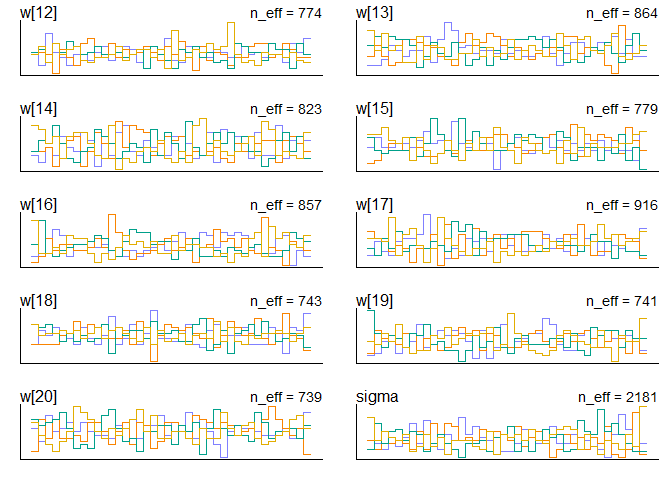 w[12] n_eff = 774
w[13] n_eff = 864
w[14] n_eff = 823
w[15] n_eff = 779
w[16] n_eff = 857
w[17] n_eff = 916
w[18] n_eff = 743
w[19] n_eff = 741
w[20] n_eff = 739
sigma n_eff = 2181